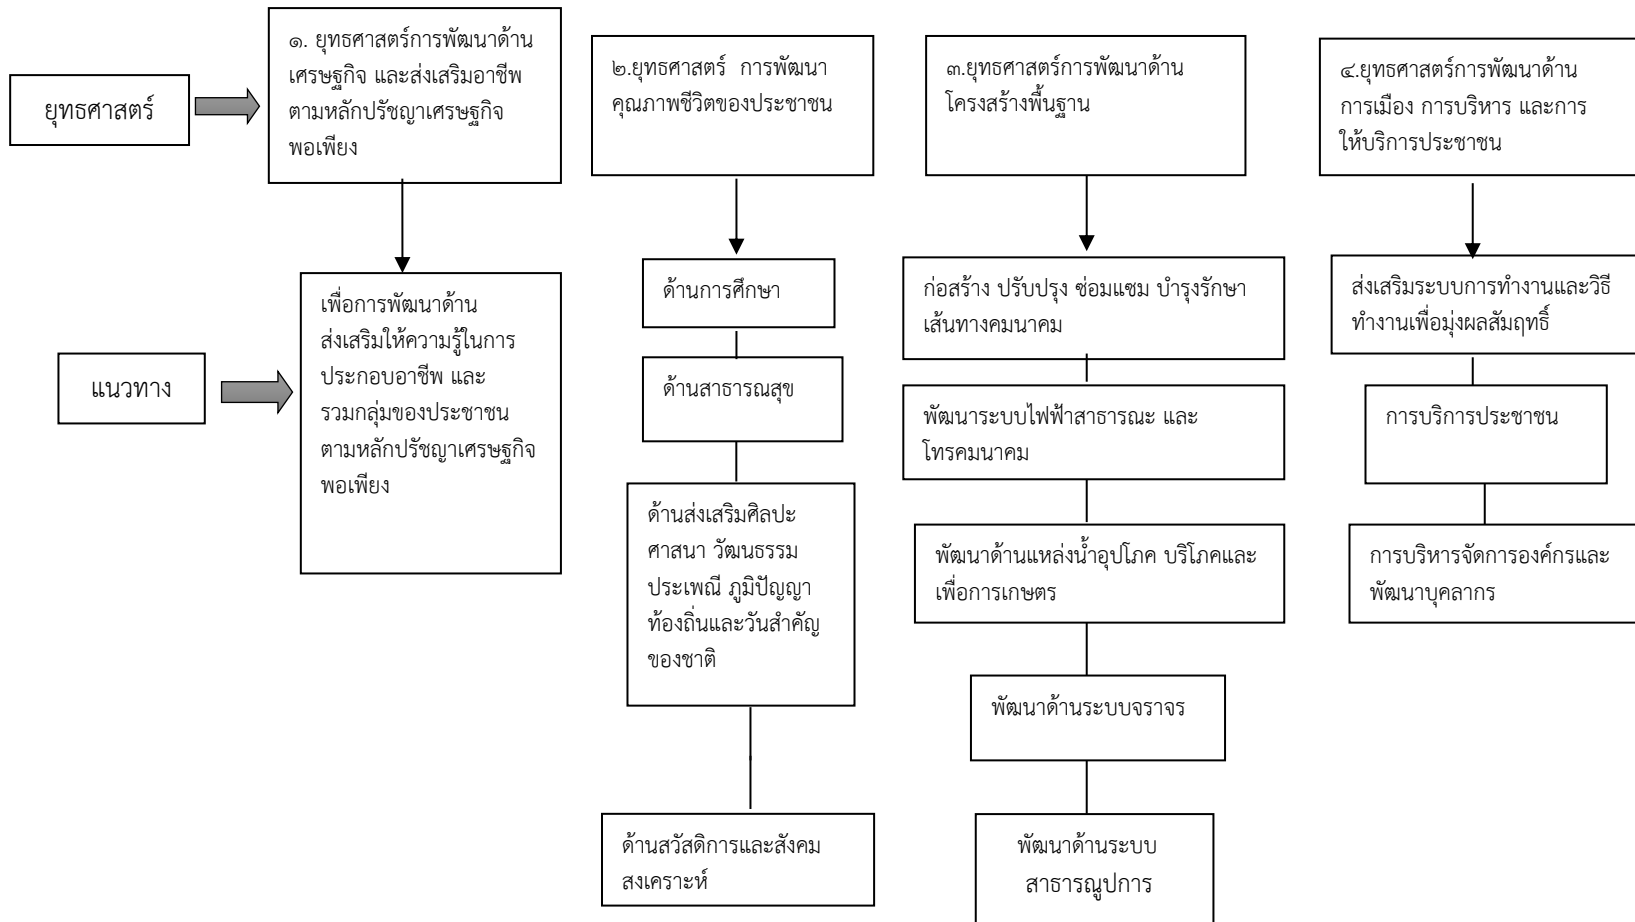 ยุทธศาสตร์
๑. ยุทธศาสตร์การพัฒนาด้าน
เศรษฐกิจ และส่งเสริมอาชีพ
ตามหลักปรัชญาเศรษฐกิจ
พอเพียง
๒.ยุทธศาสตร์ การพัฒนา
คุณภาพชีวิตของประชาชน
๓.ยุทธศาสตร์การพัฒนาด้าน
โครงสร้างพื้นฐาน
๔.ยุทธศาสตร์การพัฒนาด้าน
การเมือง การบริหาร และการ
ให้บริการประชาชน
แนวทาง
เพื่อการพัฒนาด้าน
ส่งเสริมให้ความรู้ในการ
ประกอบอาชีพ และ
รวมกลุ่มของประชาชน
ตามหลักปรัชญาเศรษฐกิจ
พอเพียง
ด้านการศึกษา
ด้านสาธารณสุข
ด้านส่งเสริมศิลปะ
ศาสนา วัฒนธรรม
ประเพณี ภูมิปัญญา
ท้องถิ่นและวันสำคัญ
ของชาติ
ด้านสวัสดิการและสังคม
สงเคราะห์
ก่อสร้าง ปรับปรุง ซ่อมแซม บำรุงรักษา
เส้นทางคมนาคม
พัฒนาระบบไฟฟ้าสาธารณะ และ
โทรคมนาคม
พัฒนาด้านแหล่งน้ำอุปโภค บริโภคและ
เพื่อการเกษตร
พัฒนาด้านระบบจราจร
พัฒนาด้านระบบ
สาธารณูปการ
ส่งเสริมระบบการทำงานและวิธี
ทำงานเพื่อมุ่งผลสัมฤทธิ์
การบริการประชาชน
การบริหารจัดการองค์กรและ
พัฒนาบุคลากร